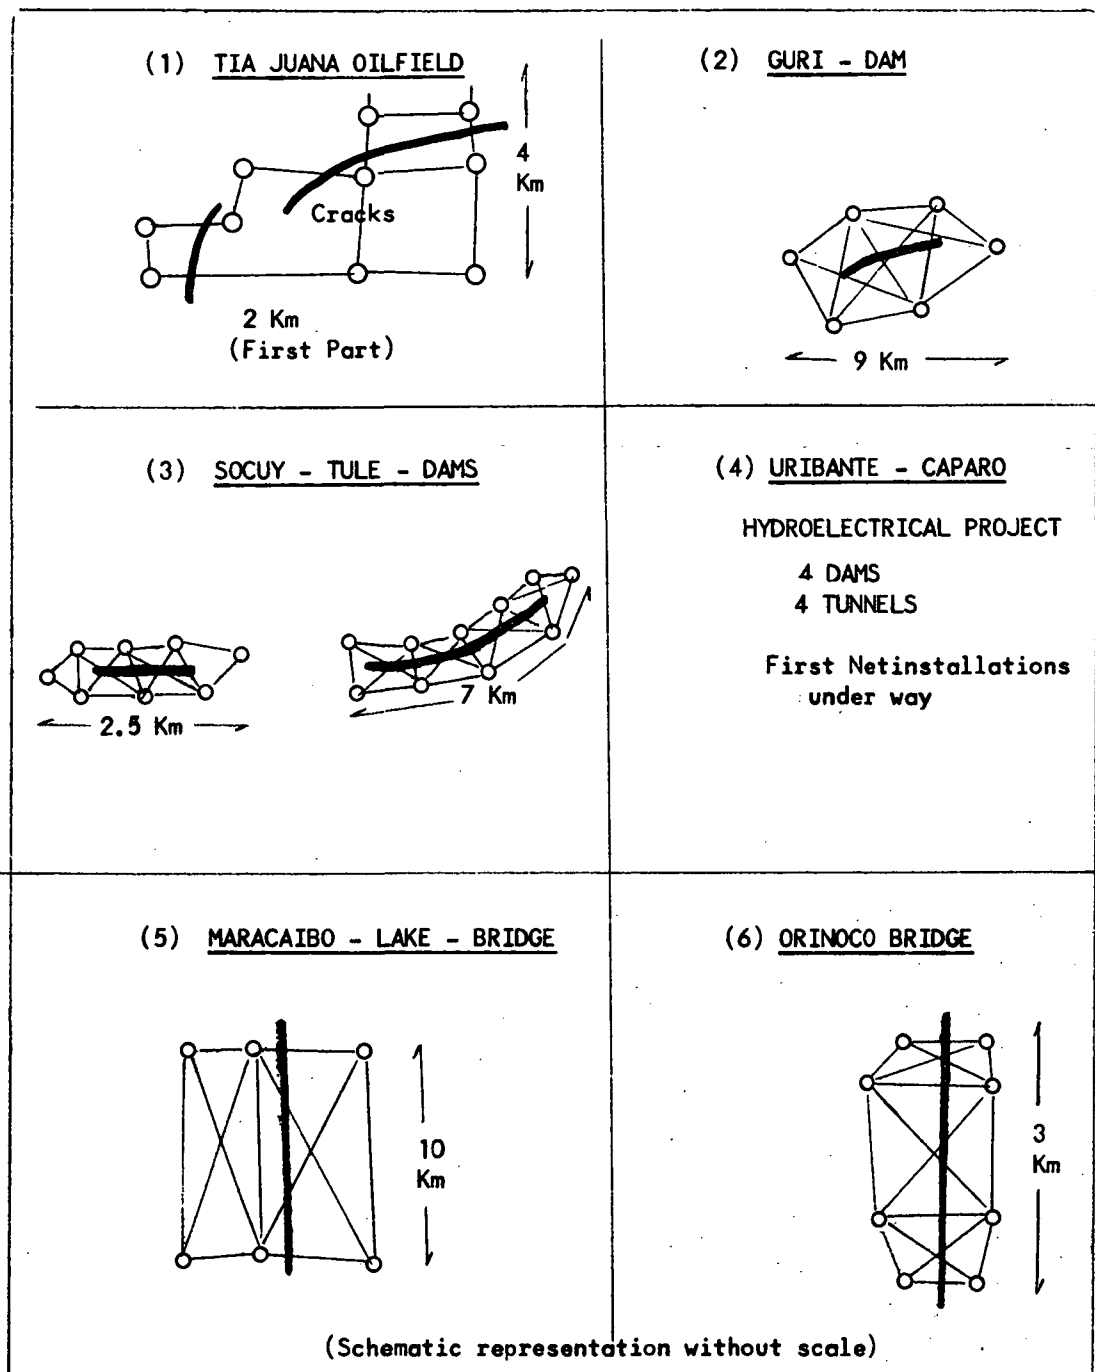 (1) TIA JUANA OILFIELD
4
Km
Cracks
2 Km
(First Part)
(2) GURI - DAM
9 Km
(3) SOCUY - TULE - DAMS
2.5 Km
7 Km
(4) URIBANTE - CAPARO
HYDROELECTRICAL PROJECT
4 DAMS
4 TUNNELS
First Netinstallations
under way
(5) MARACAIBO - LAKE - BRIDGE
10
Km
(6) ORINOCO BRIDGE
3
Km
(Schematic representation without scale)